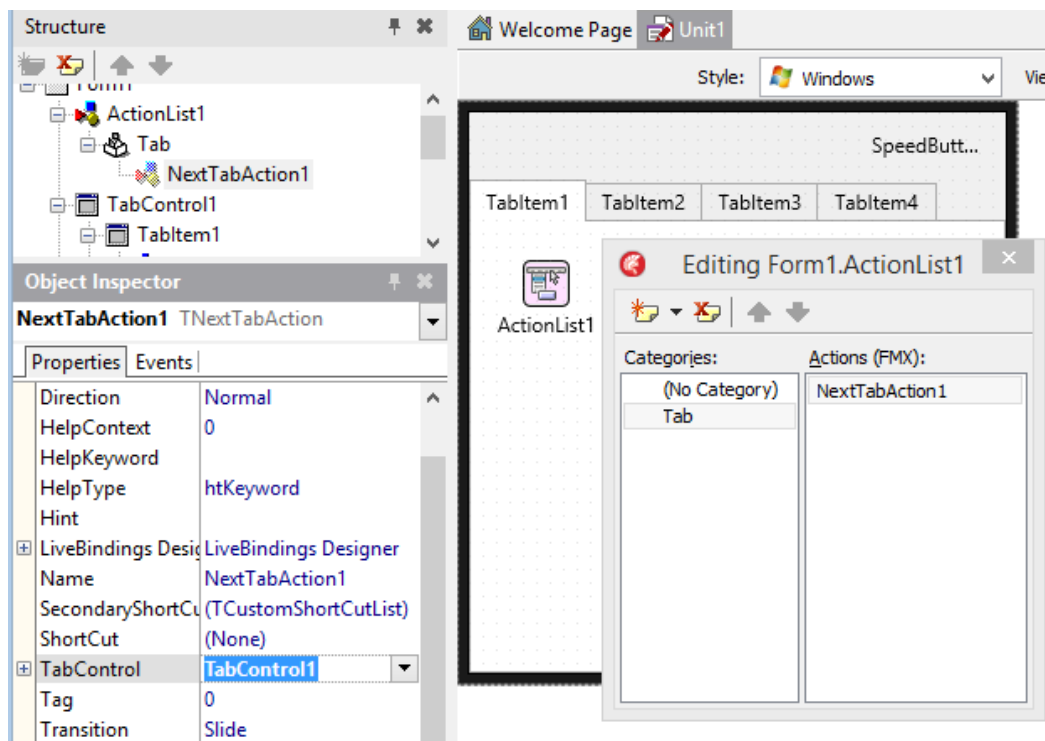 Structure
Form1
ActionList1
Tab
NextTabAction1
TabControl1
TabItem1
Object Inspector
NextTabAction1 TNextTabAction
Properties Events
Direction Normal
HelpContext 0
HelpKeyword
HelpType htKeyword
Hint
LiveBindings Desig LiveBindings Designer
Name NextTabAction1
SecondaryShortCu (TCustomShortCutList)
ShortCut (None)
TabControl TabControl1
Tag 0
Transition Slide
Welcome Page Unit1
Style: Windows Vie
SpeedButt...
TabItem1 TabItem2 TabItem3 TabItem4
ActionList1
Editing Form1.ActionList1
Categories: Actions (FMX):
(No Category) NextTabAction1
Tab